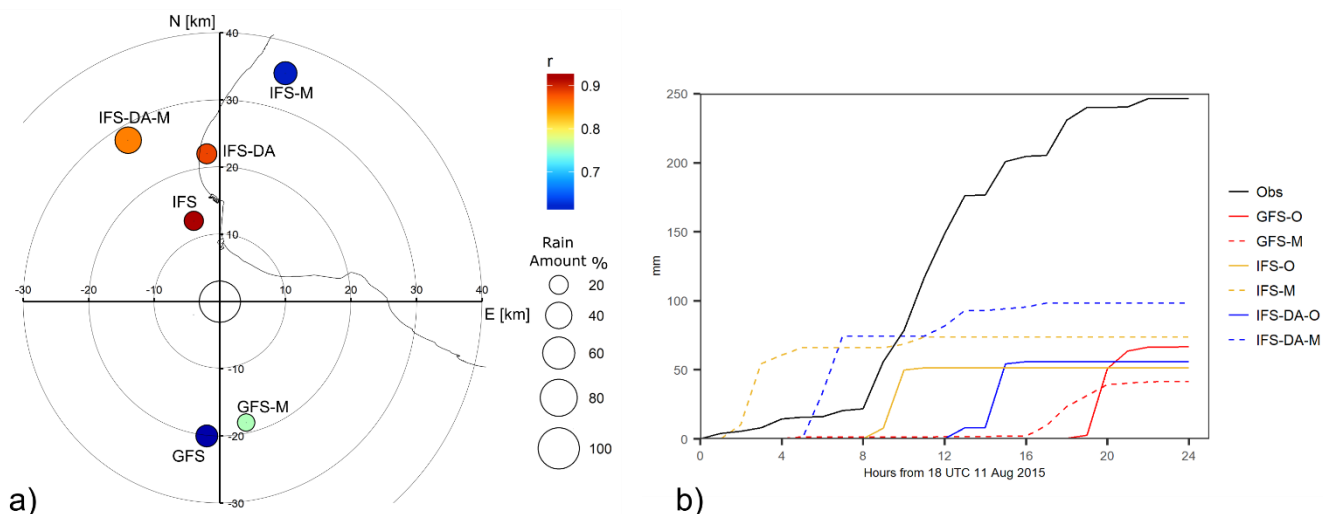 N [km]
40
30
20
10
-10
-20
-30
-30
-20
-10
10
20
30
40
E [km]
IFS-M
IFS-DA-M
IFS-DA
IFS
GFS-M
GFS
r
0.9
0.8
0.7
Rain
Amount %
20
40
60
80
100
a)
250
200
150
100
50
0
mm
0
4
8
12
16
20
24
Hours from 18 UTC 11 Aug 2015
Obs
GFS-O
GFS-M
IFS-O
IFS-M
IFS-DA-O
IFS-DA-M
b)